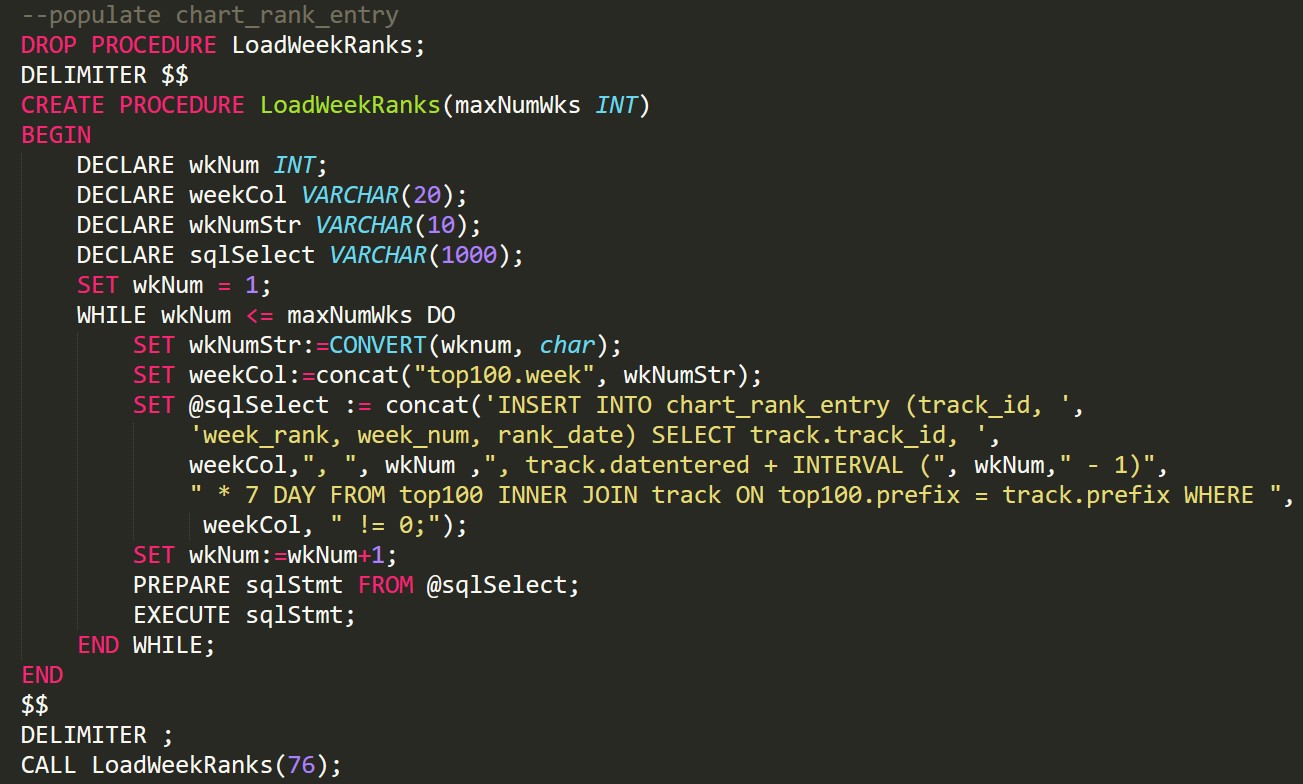 --populate chart_rank_entry
DROP PROCEDURE LoadWeekRanks;
DELIMITER $$
CREATE PROCEDURE LoadWeekRanks(maxNumWks INT)
BEGIN
    DECLARE wkNum INT;
    DECLARE weekCol VARCHAR(20);
    DECLARE wkNumStr VARCHAR(10);
    DECLARE sqlSelect VARCHAR(1000);
    SET wkNum = 1;
    WHILE wkNum <= maxNumWks DO
        SET wkNumStr:=CONVERT(wknum, char);
        SET weekCol:=concat("top100.week", wkNumStr);
        SET @sqlSelect := concat('INSERT INTO chart_rank_entry (track_id, ',
            'week_rank, week_num, rank_date) SELECT track.track_id, ',
            weekCol,", ", wkNum ,", track.datentered + INTERVAL (", wkNum," - 1)",
            " * 7 DAY FROM top100 INNER JOIN track ON top100.prefix = track.prefix WHERE ",
             weekCol, " != 0;");
        SET wkNum:=wkNum+1;
        PREPARE sqlStmt FROM @sqlSelect;
        EXECUTE sqlStmt;
    END WHILE;
END
$$
DELIMITER ;
CALL LoadWeekRanks(76);